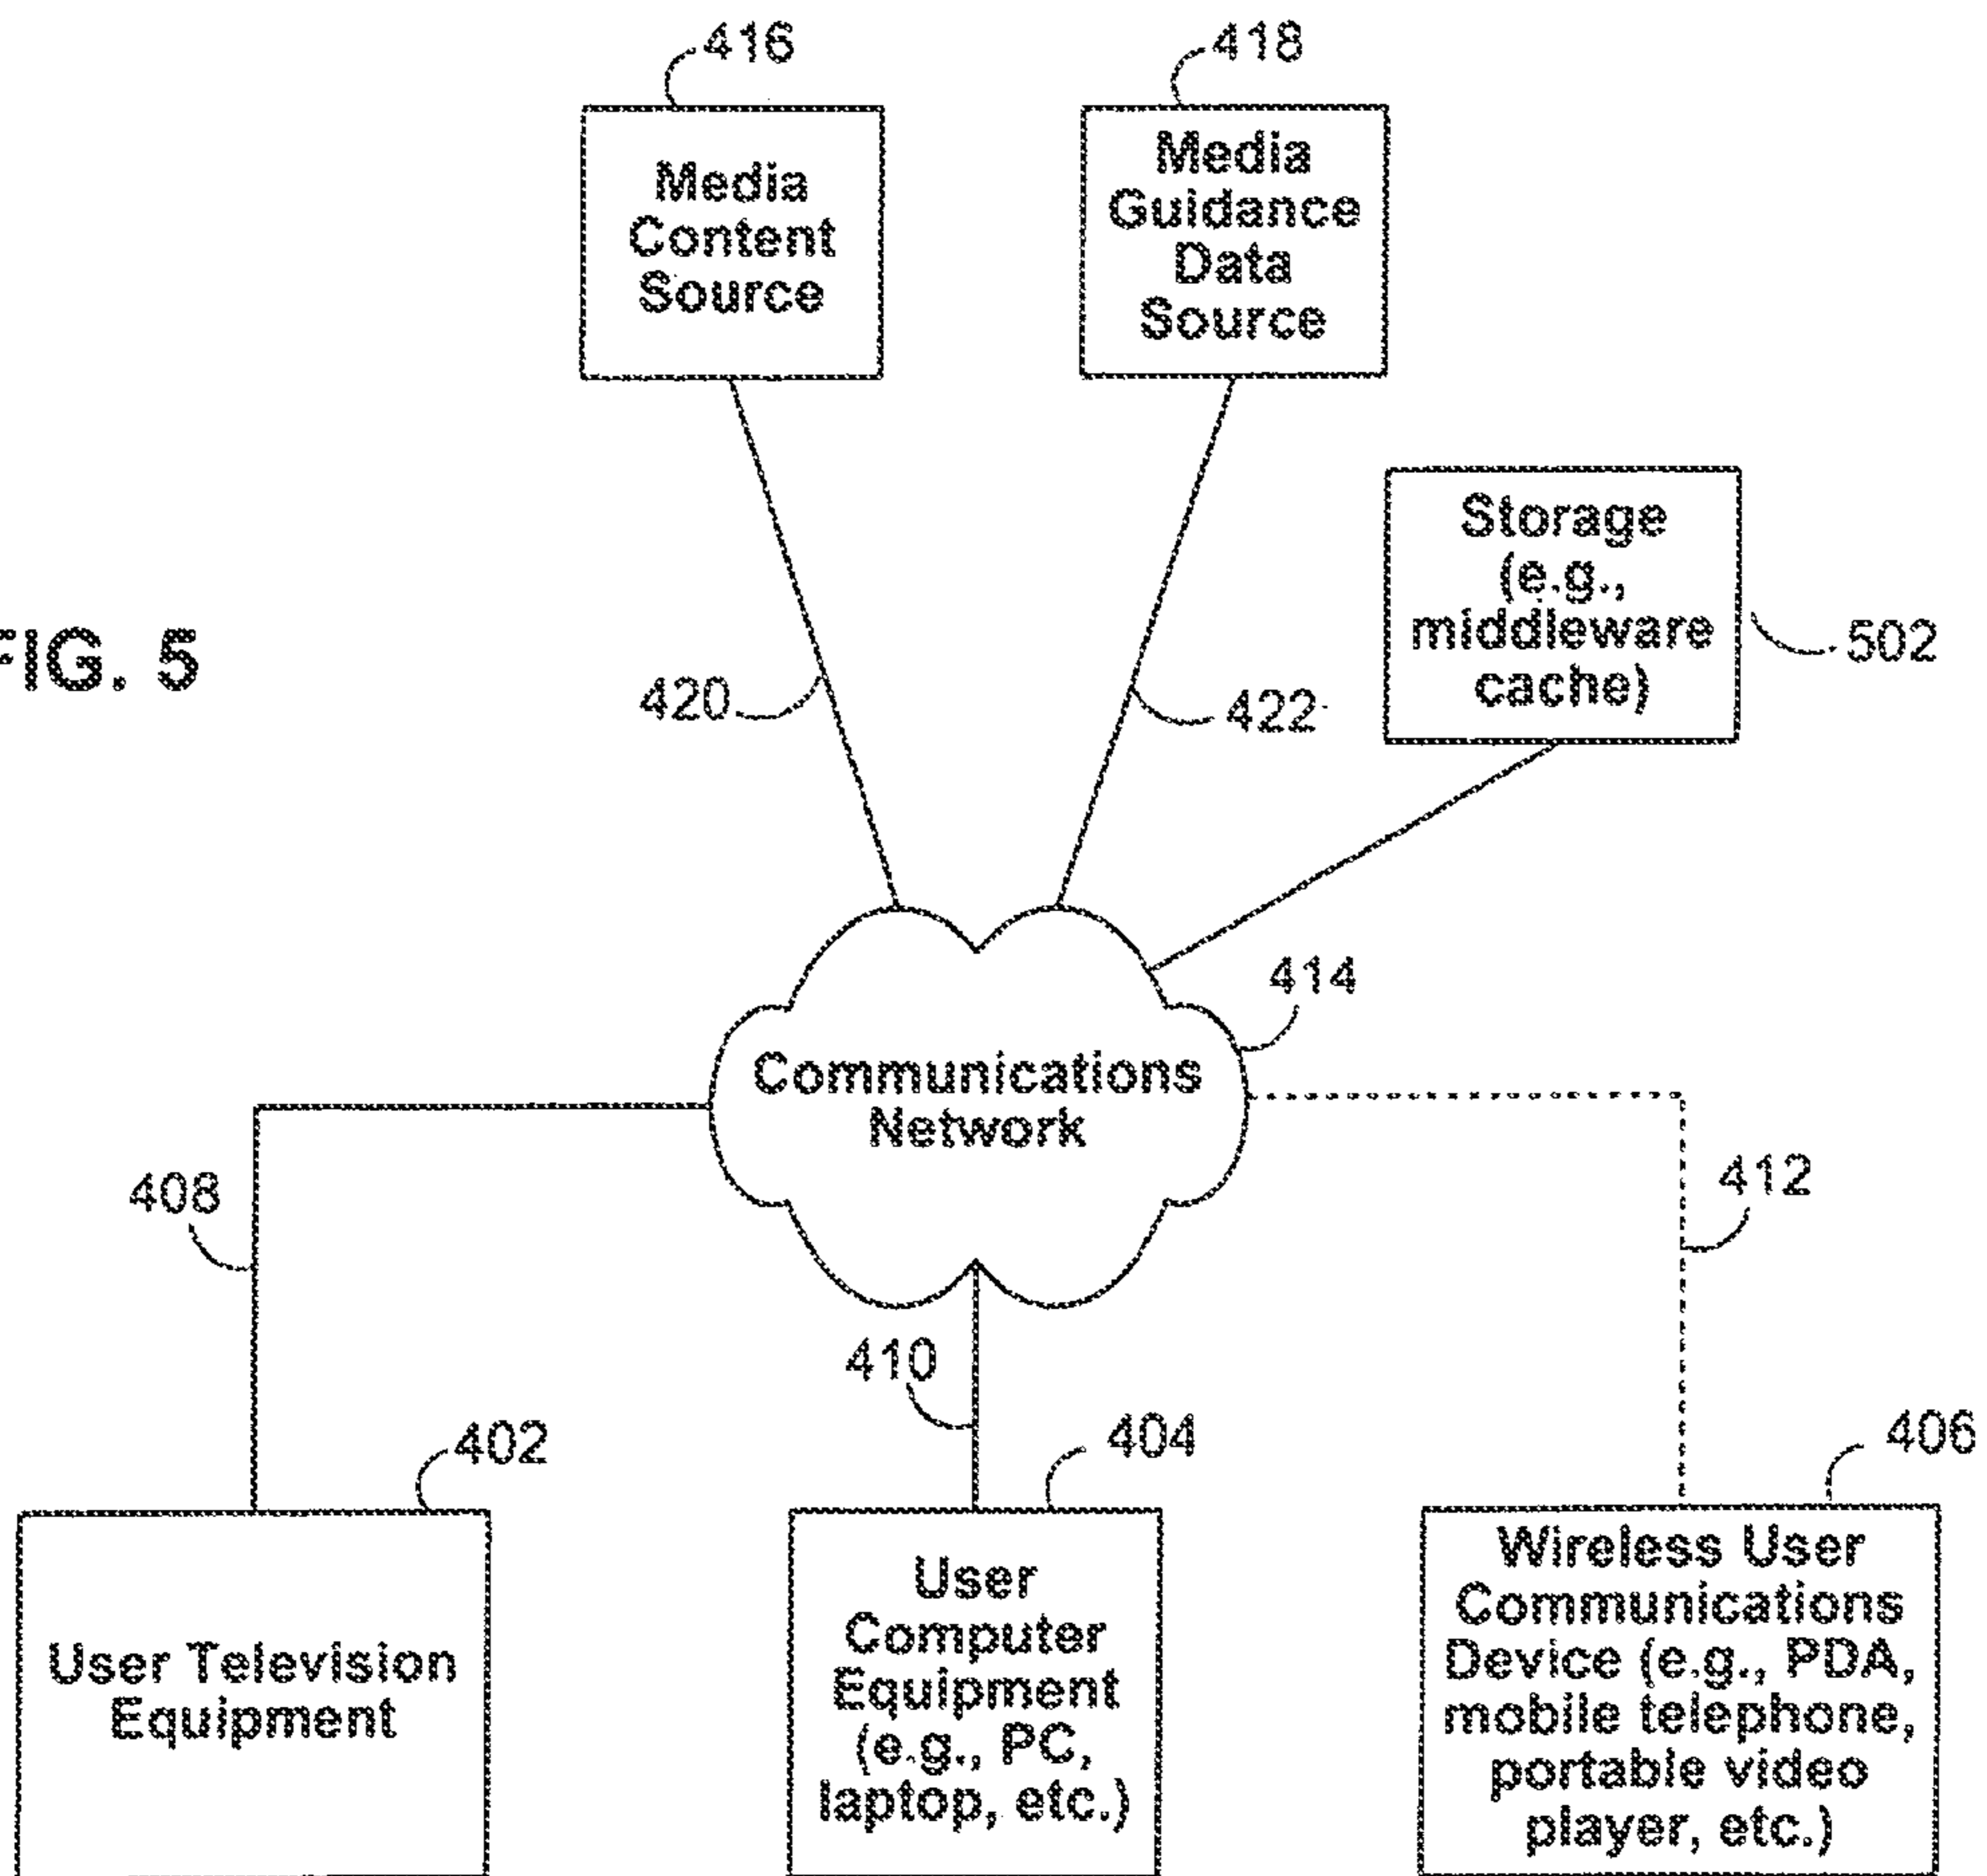 416
418
Media
Content
Source
Media
Guidance
Data
Source
Storage
(e.g.,
middleware
cache)
502
FIG. 5
420
422
414
Communications
Network
408
412
410
402
404
406
User Television
Equipment
User
Computer
Equipment
(e.g., PC,
laptop, etc.)
Wireless User
Communications
Device (e.g., PDA,
mobile telephone,
portable video
player, etc.)